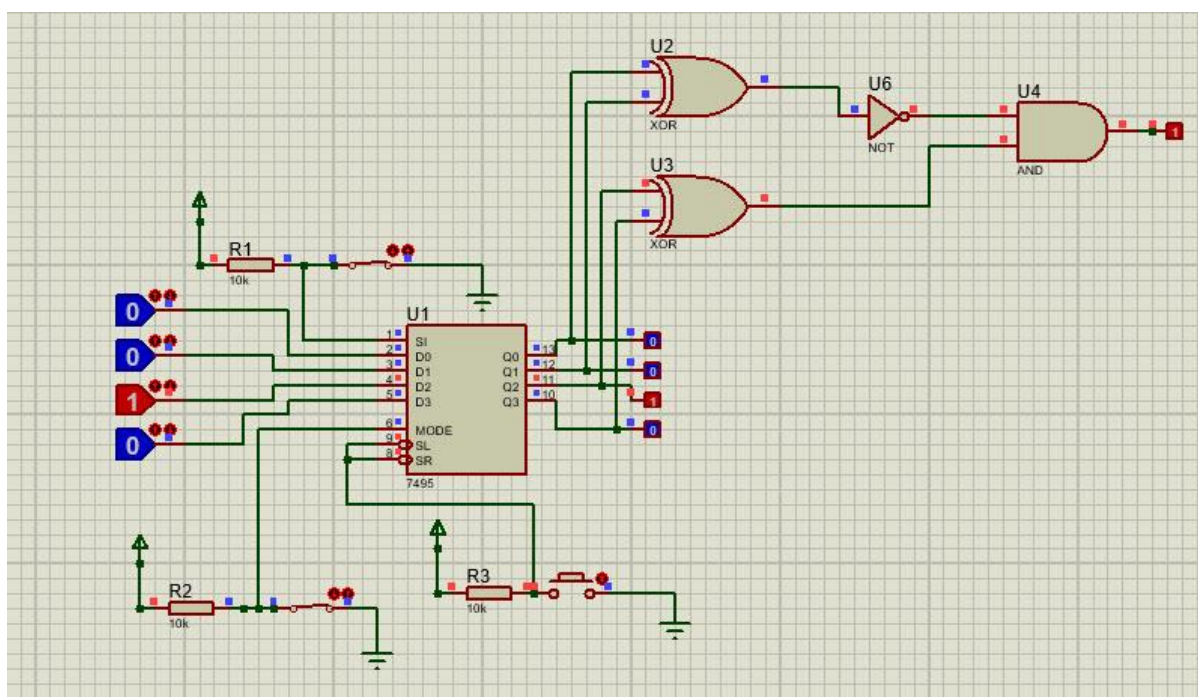 U2
XOR
U6
NOT
U4
AND
1
U3
XOR
R1
10k
0
0
1
0
U1
1
SI
2
D0
3
D1
4
D2
5
D3
6
MODE
9
SL
8
SR
Q0
13
Q1
12
Q2
11
Q3
10
7495
0
0
1
0
R2
10k
R3
10k